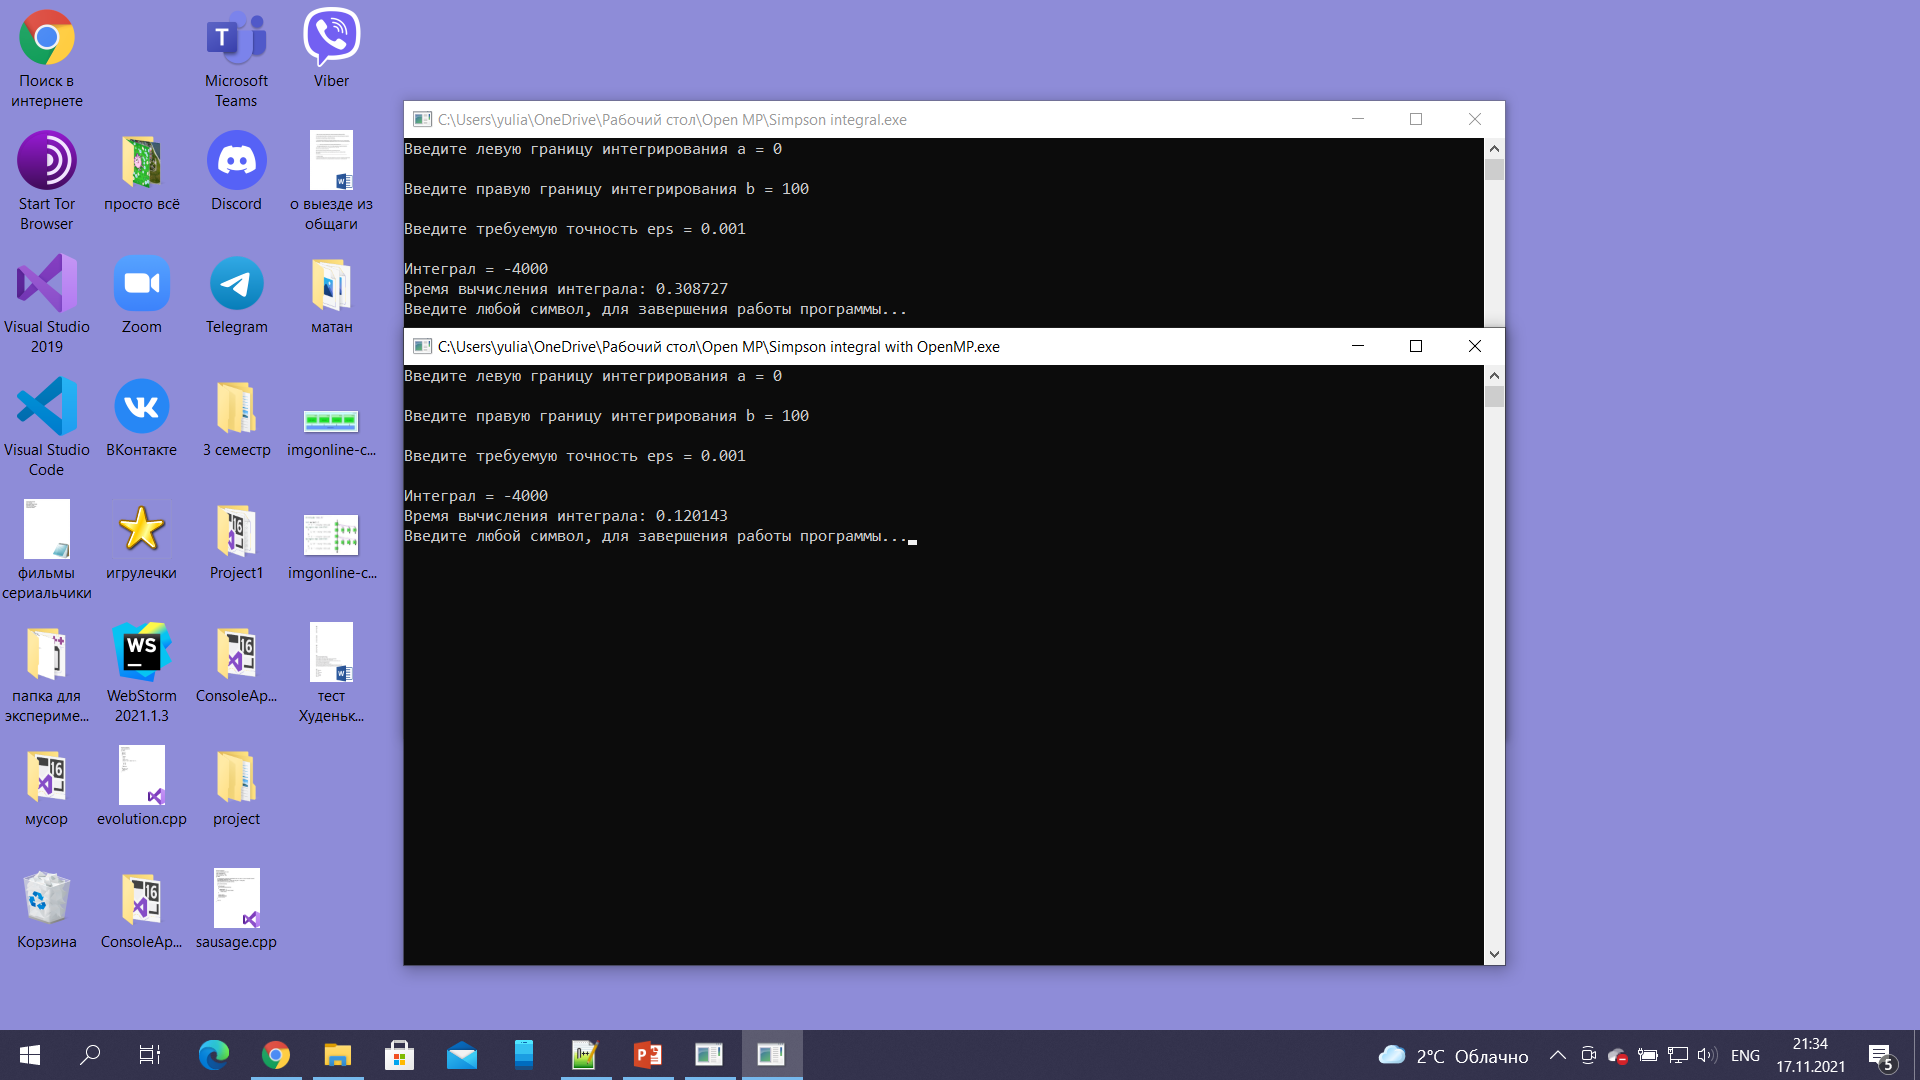 Поиск в
интернете
Microsoft
Teams
Viber
Start Tor
Browser
просто всё
Discord
о выезде из
общаги
Visual Studio
2019
Zoom
Telegram
матан
Visual Studio
Code
ВКонтакте
3 семестр
imgonline-c...
фильмы
сериальчики
игрулечки
Project1
imgonline-c...
папка для
экспериме...
WS
WebStorm
2021.1.3
ConsoleAp...
тест
Худеньк...
мусор
evolution.cpp
project
Корзина
ConsoleAp...
sausage.cpp
C:\Users\yulia\OneDrive\Рабочий стол\Open MP\Simpson integral.exe
Введите левую границу интегрирования a = 0
Введите правую границу интегрирования b = 100
Введите требуемую точность eps = 0.001
Интеграл = -4000
Время вычисления интеграла: 0.308727
Введите любой символ, для завершения работы программы...
C:\Users\yulia\OneDrive\Рабочий стол\Open MP\Simpson integral with OpenMP.exe
Введите левую границу интегрирования a = 0
Введите правую границу интегрирования b = 100
Введите требуемую точность eps = 0.001
Интеграл = -4000
Время вычисления интеграла: 0.120143
Введите любой символ, для завершения работы программы...
2°C Облачно
ENG
21:34
17.11.2021
5